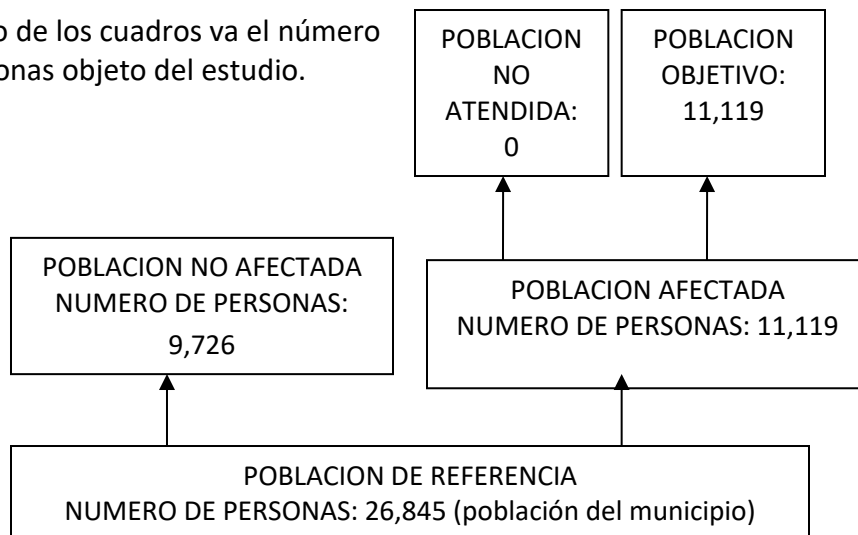 de los cuadros va el número
objeto del estudio.
POBLACION
NO
ATENDIDA:
0
POBLACION
OBJETIVO:
11,119
POBLACION NO AFECTADA
NUMERO DE PERSONAS:
9,726
POBLACION AFECTADA
NUMERO DE PERSONAS: 11,119
POBLACION DE REFERENCIA
NUMERO DE PERSONAS: 26,845 (población del municipio)